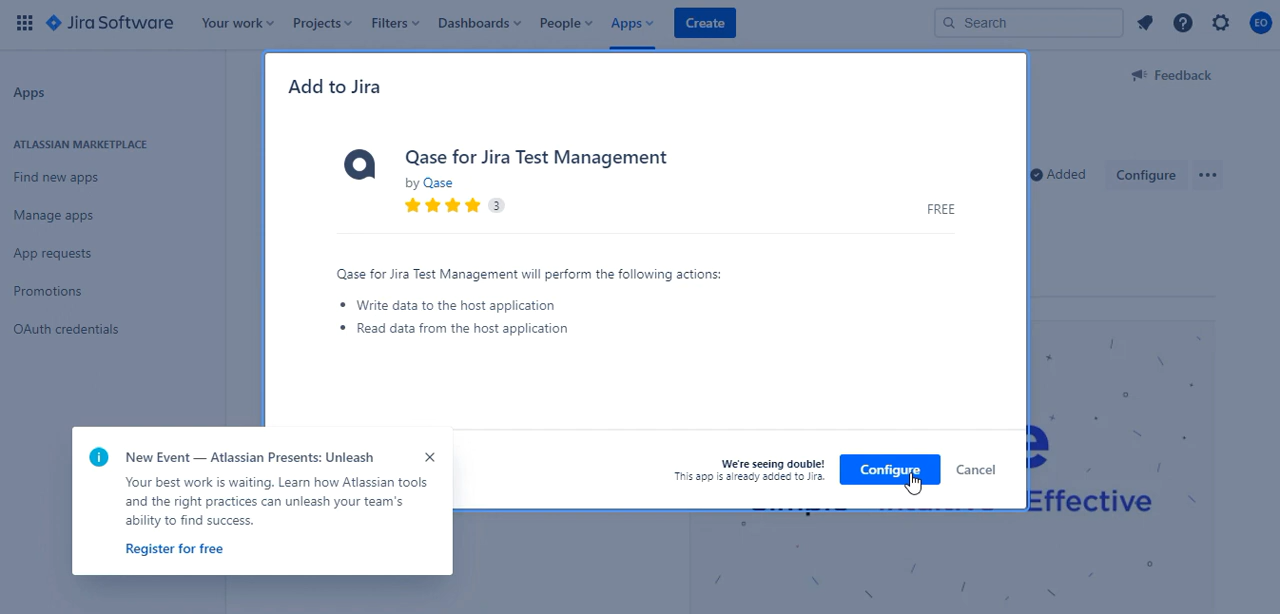 Jira Software Your work Projects Filters Dashboards People Apps Create Search EO
Feedback
Apps
ATLASSIAN MARKETPLACE
Find new apps
Manage apps
App requests
Promotions
OAuth credentials
Added Configure
Add to Jira
Qase for Jira Test Management
by Qase
3
FREE
Qase for Jira Test Management will perform the following actions:
• Write data to the host application
• Read data from the host application
We're seeing double!
This app is already added to Jira.
Configure Cancel
New Event — Atlassian Presents: Unleash
Your best work is waiting. Learn how Atlassian tools
and the right practices can unleash your team's
ability to find success.
Register for free
Effective